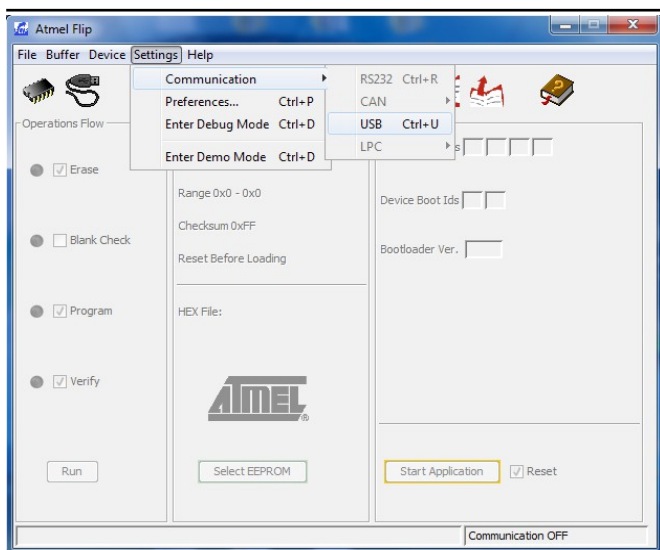 Atmel Flip
File Buffer Device Settings Help
Communication
Preferences... Ctrl+P
Enter Debug Mode Ctrl+D
Enter Demo Mode Ctrl+D
RS232 Ctrl+R
CAN
USB Ctrl+U
LPC
Operations Flow
Erase
Blank Check
Program
Verify
Run
Range 0x0 - 0x0
Checksum 0xFF
Reset Before Loading
HEX File:
ATMEL
®
Select EEPROM
Device Boot Ids
Bootloader Ver.
Start Application
Reset
Communication OFF